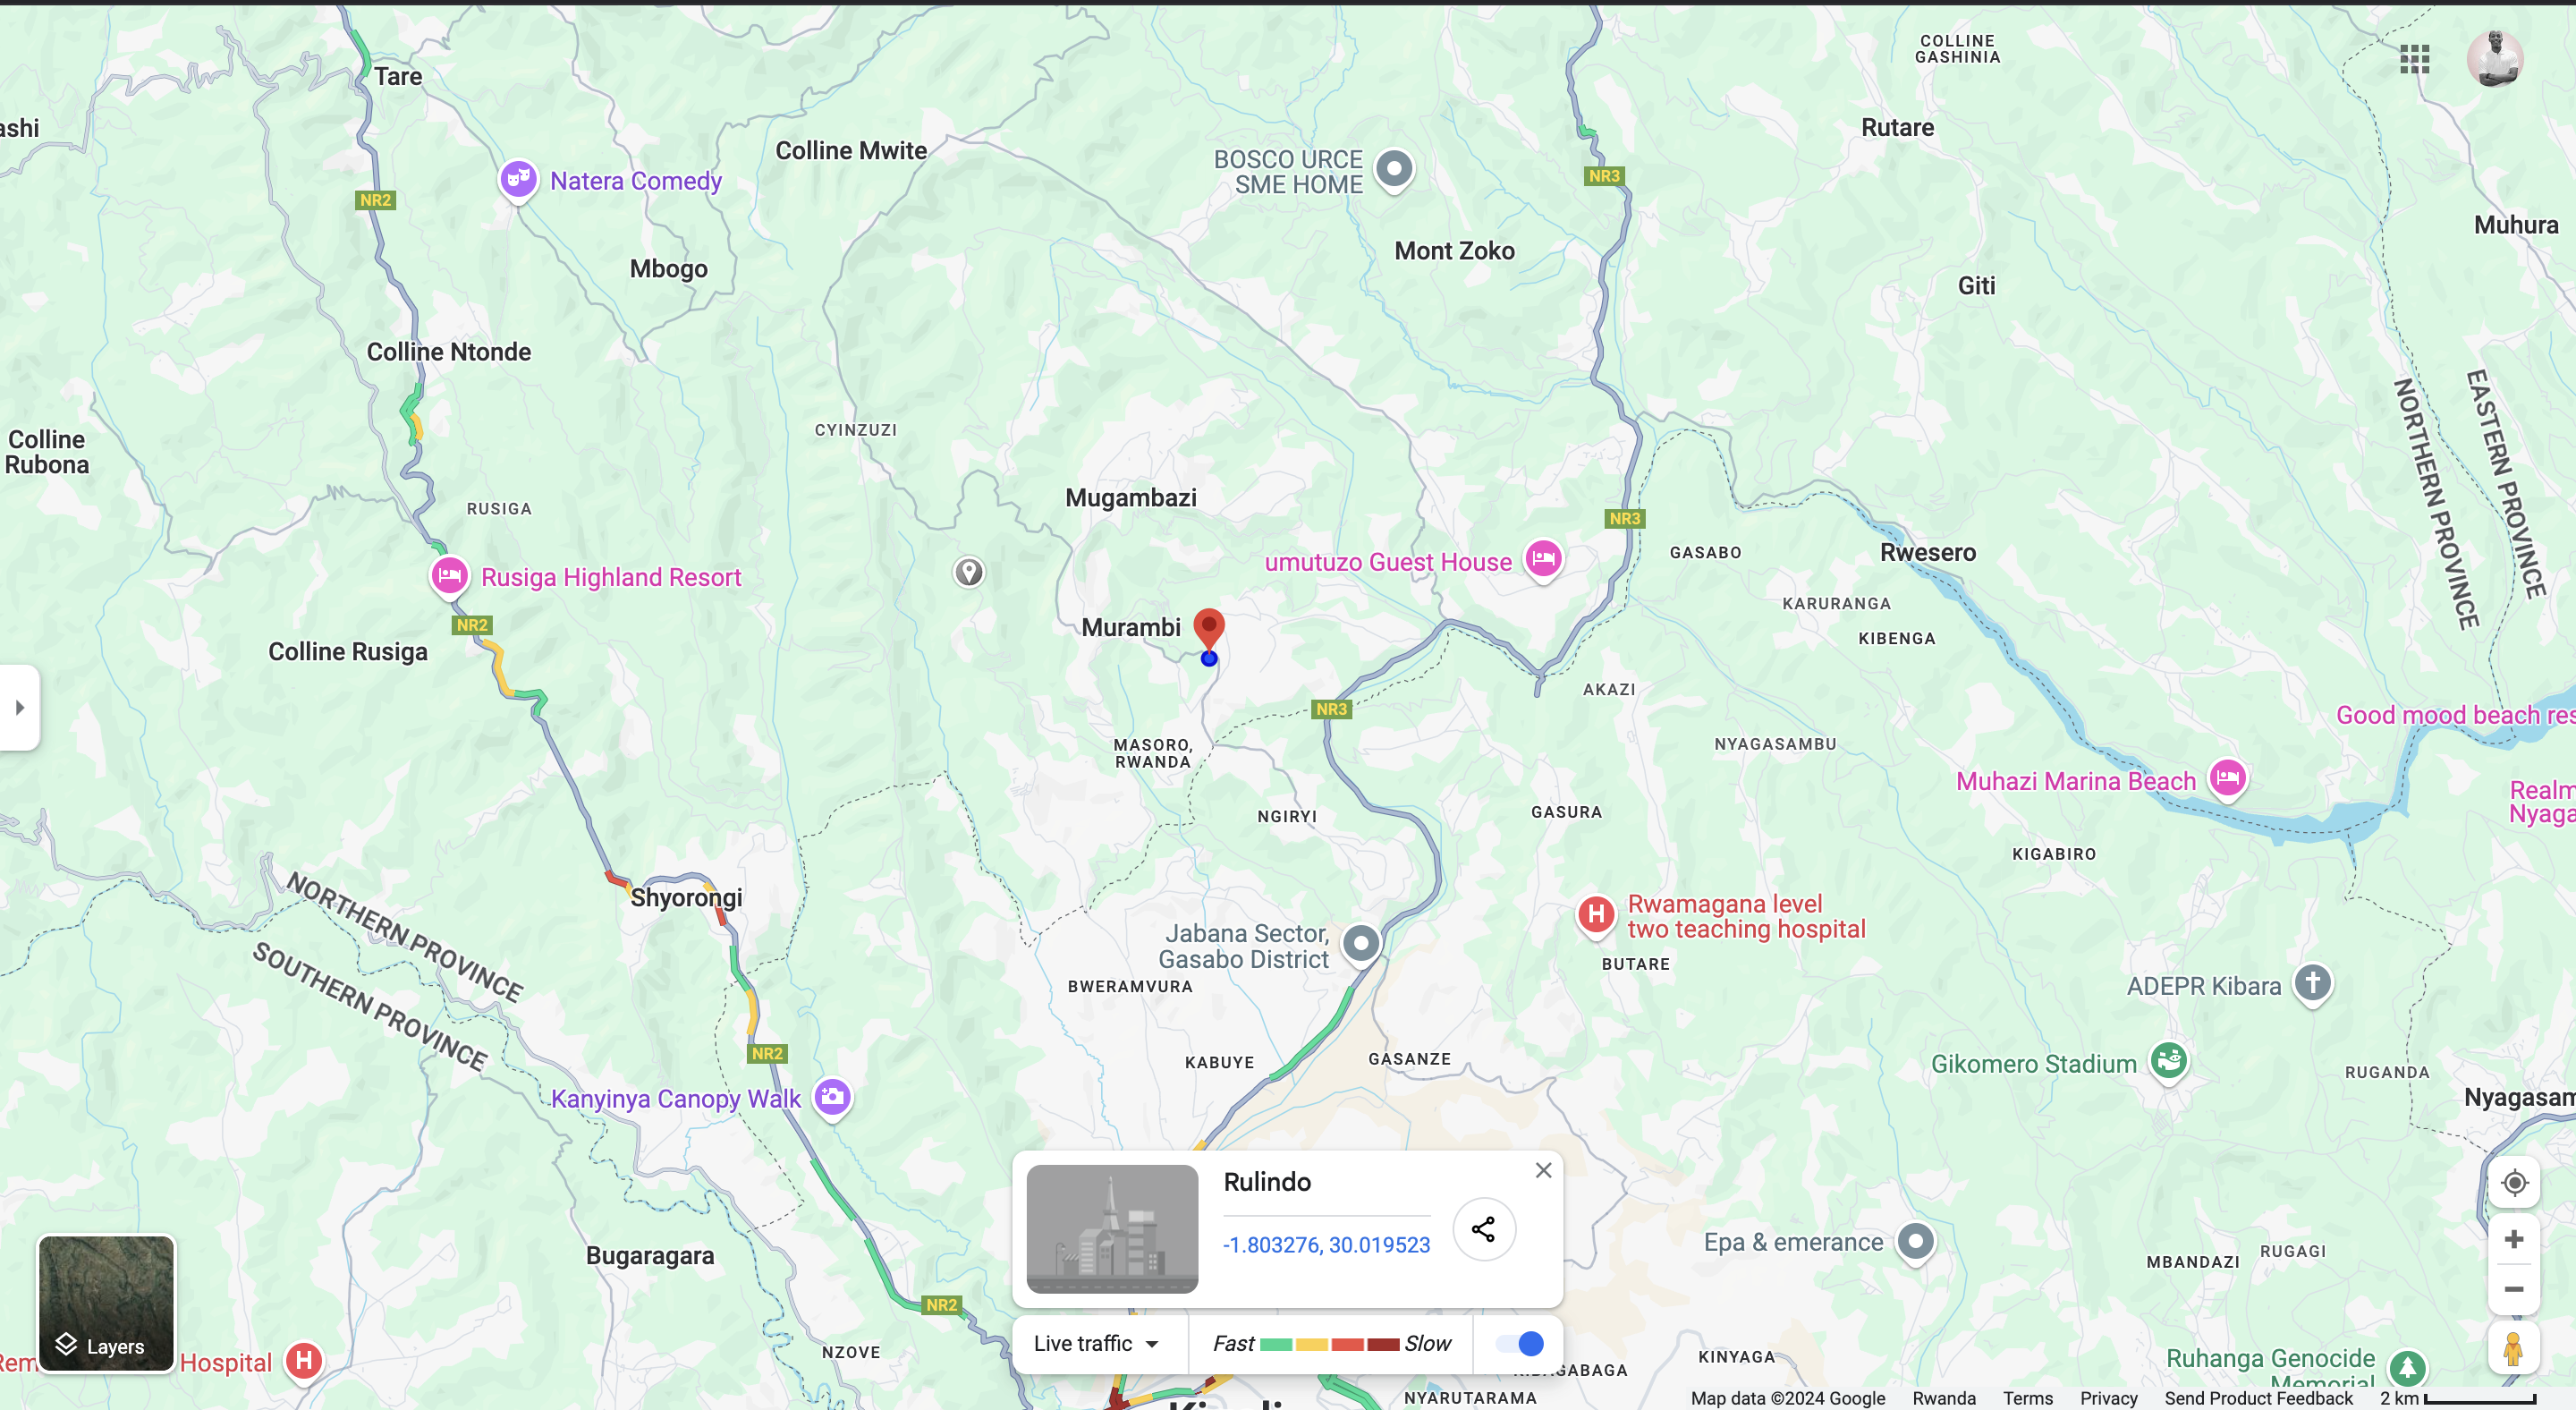 COLLINE
GASHINIA
Tare
Rutare
ashi
Colline Mwite
BOSCO URCE
SME HOME
NR3
Natera Comedy
NR2
Muhura
Mont Zoko
Mbogo
Giti
Colline Ntonde
EASTERN PROVINCE
NORTHERN PROVINCE
CYINZUZI
Colline
Rubona
Mugambazi
RUSIGA
NR3
GASABO
Rwesero
umutuzo Guest House
Rusiga Highland Resort
KARURANGA
NR2
Murambi
KIBENGA
Colline Rusiga
AKAZI
NR3
Good mood beach res
MASORO,
RWANDA
NYAGASAMBU
Muhazi Marina Beach
Realm
Nyaga
NGIRYI
GASURA
KIGABIRO
Shyorongi
NORTHERN PROVINCE
SOUTHERN PROVINCE
Rwamagana level
two teaching hospital
Jabana Sector,
Gasabo District
BUTARE
BWERAMVURA
ADEPR Kibara
NR2
KABUYE
GASANZE
Gikomero Stadium
RUGANDA
Kanyinya Canopy Walk
Nyagasam
Rulindo
-1.803276, 30.019523
Epa & emerance
Bugaragara
MBANDAZI
RUGAGI
NR2
Layers
Live traffic
Fast
Slow
NZOVE
KINYAGA
Rem
Hospital
GABAGA
Ruhanga Genocide
Memorial
NYARUTARAMA
Map data ©2024 Google
Rwanda
Terms
Privacy
Send Product Feedback
2 km